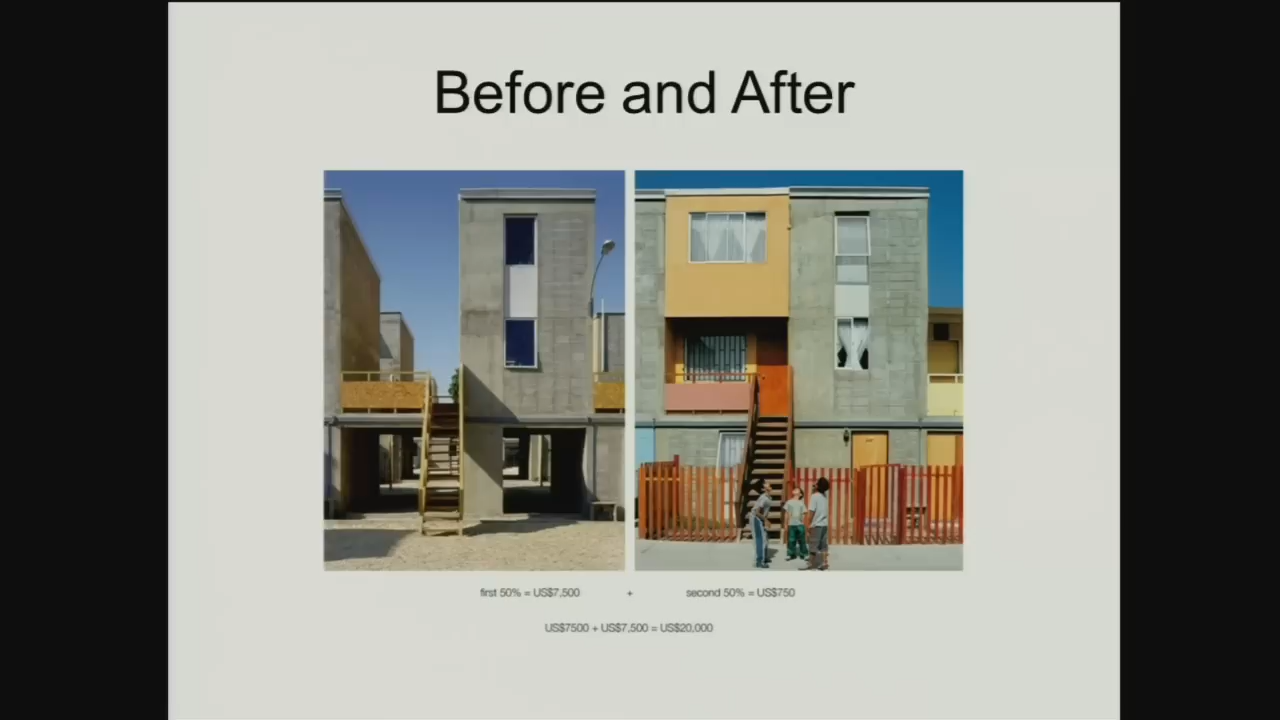 Before and After
first 50% = US$7,500 + second 50% = US$750
US$7500 + US$7,500 = US$20,000